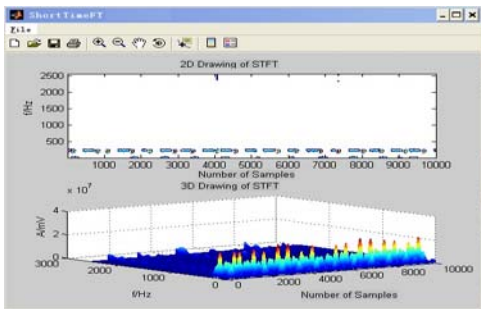 ShortTimeFT
File
2D Drawing of STFT
2500
2000
1500
1000
500
f/Hz
1000 2000 3000 4000 5000 6000 7000 8000 9000 10000
Number of Samples
3D Drawing of STFT
x 10^7
4
2
0
A/mV
3000 2000 1000 0
f/Hz
0 2000 4000 6000 8000 10000
Number of Samples